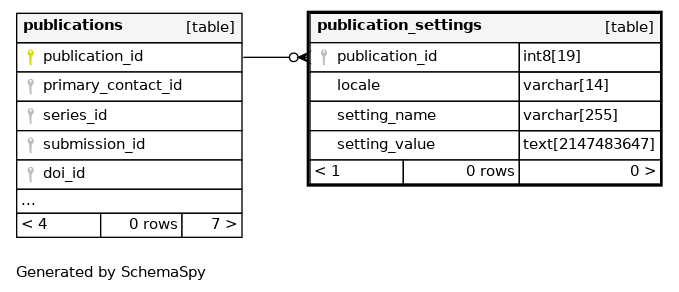 publications [table]
publication_id
primary_contact_id
series_id
submission_id
doi_id
...
< 4 0 rows 7 >
publication_settings [table]
publication_id int8[19]
locale varchar[14]
setting_name varchar[255]
setting_value text[2147483647]
< 1 0 rows 0 >
Generated by SchemaSpy